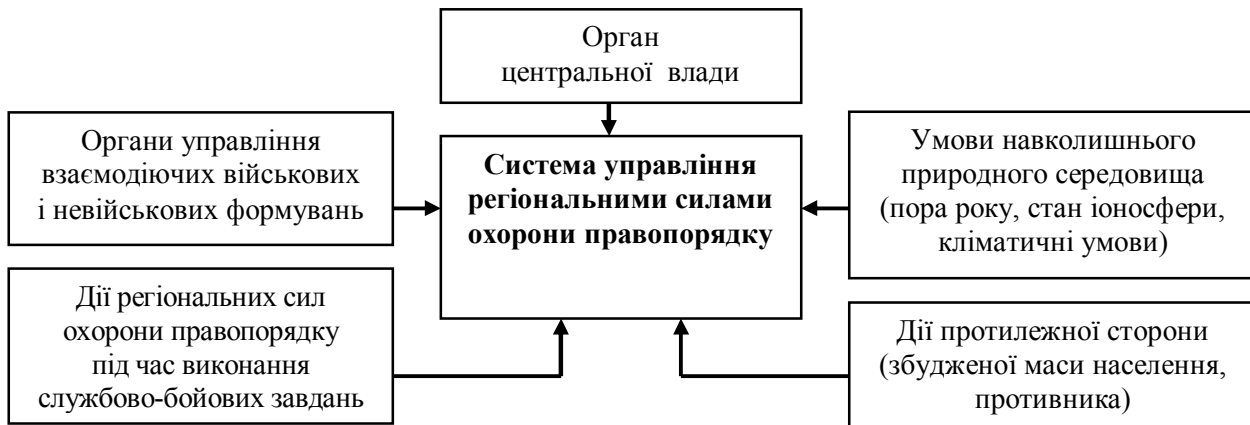 Орган
центральної влади
Органи управління
взаємодіючих військових
і невійськових формувань
Система управління
регіональними силами
охорони правопорядку
Умови навколишнього
природного середовища
(пора року, стан іоносфери,
кліматичні умови)
Дії регіональних сил
охорони правопорядку
під час виконання
службово-бойових завдань
Дії протилежної сторони
(збудженої маси населення,
противника)